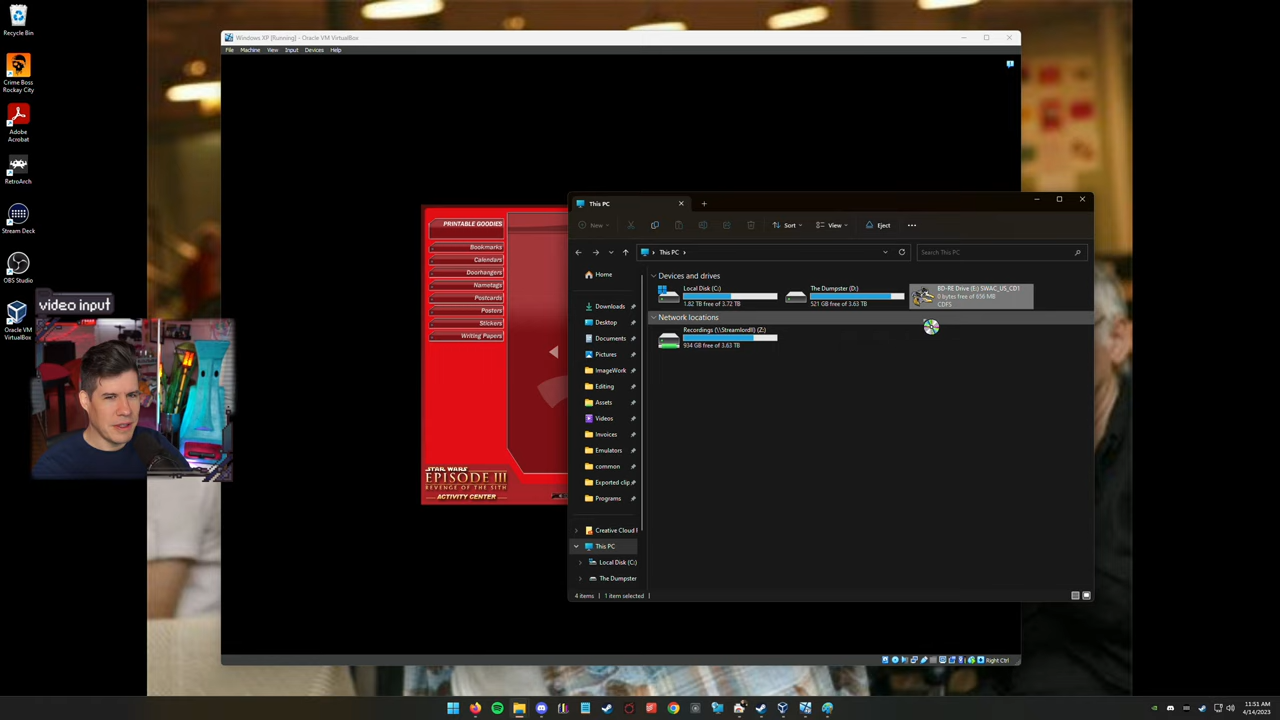 Recycle Bin
Crime Boss
Rockay City
Adobe
Acrobat
RetroArch
Stream Deck
OBS Studio
Oracle VM
VirtualBox
video input
Windows XP [Running] - Oracle VM VirtualBox
File Machine View Input Devices Help
PRINTABLE GOODIES
Bookmarks
Calendars
Doorhangers
Nametags
Postcards
Posters
Stickers
Writing Papers
STAR WARS
EPISODE III
REVENGE OF THE SITH
ACTIVITY CENTER
This PC
New Sort View Eject
This PC
Search This PC
Home
Downloads
Desktop
Documents
Pictures
ImageWork
Editing
Assets
Videos
Invoices
Emulators
common
Exported clip
Programs
Creative Cloud F
This PC
Local Disk (C:)
The Dumpster
Devices and drives
Local Disk (C:)
1.82 TB free of 3.72 TB
The Dumpster (D:)
521 GB free of 3.63 TB
BD-RE Drive (E:) SWAC_US_CD1
0 bytes free of 656 MB
CDFS
Network locations
Recordings (\\Streamlordll) (Z:)
934 GB free of 3.63 TB
4 items 1 item selected
Right Ctrl
11:51 AM
4/14/2023